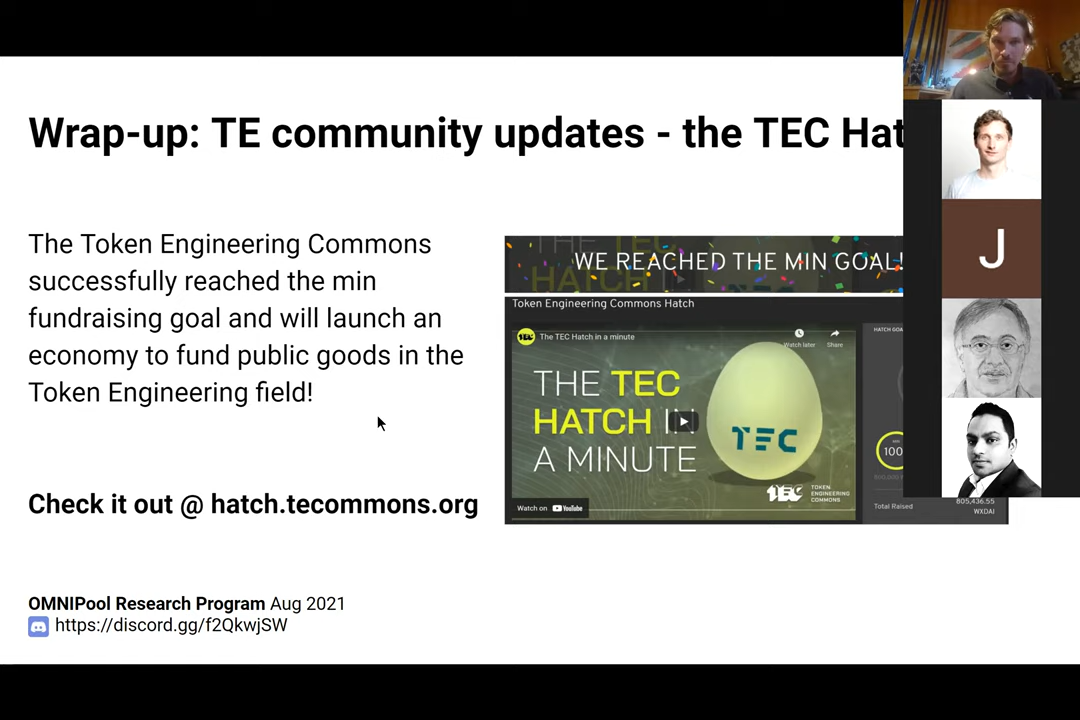 Wrap-up: TE community updates - the TEC Hat
The Token Engineering Commons
successfully reached the min
fundraising goal and will launch an
economy to fund public goods in the
Token Engineering field!
Check it out @ hatch.tecommons.org
WE REACHED THE MIN GOAL!
Token Engineering Commons Hatch
The TEC Hatch in a minute
Watch later
Share
THE TEC
HATCH IN
A MINUTE
TEC
TEC TOKEN
ENGINEERING
COMMONS
Watch on YouTube
HATCH GOA
100
Total Raised
805,436.55
WXDAI
J
OMNIPool Research Program Aug 2021
https://discord.gg/f2QkwjSW